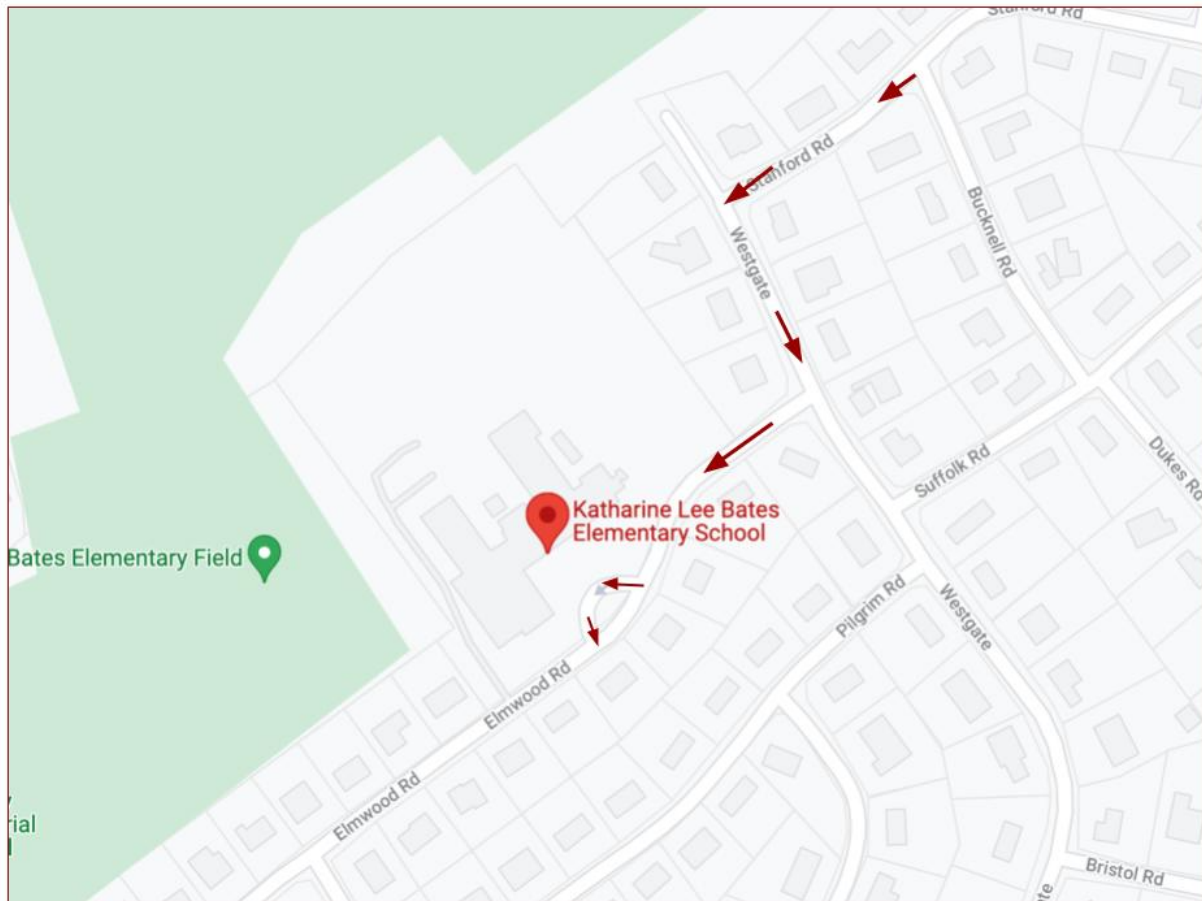 Stanford Rd
Stanford Rd
Westgate
Bucknell Rd
Suffolk Rd
Dukes Rd
Katharine Lee Bates
Elementary School
Bates Elementary Field
Pilgrim Rd
Westgate
Elmwood Rd
Elmwood Rd
rial
Bristol Rd